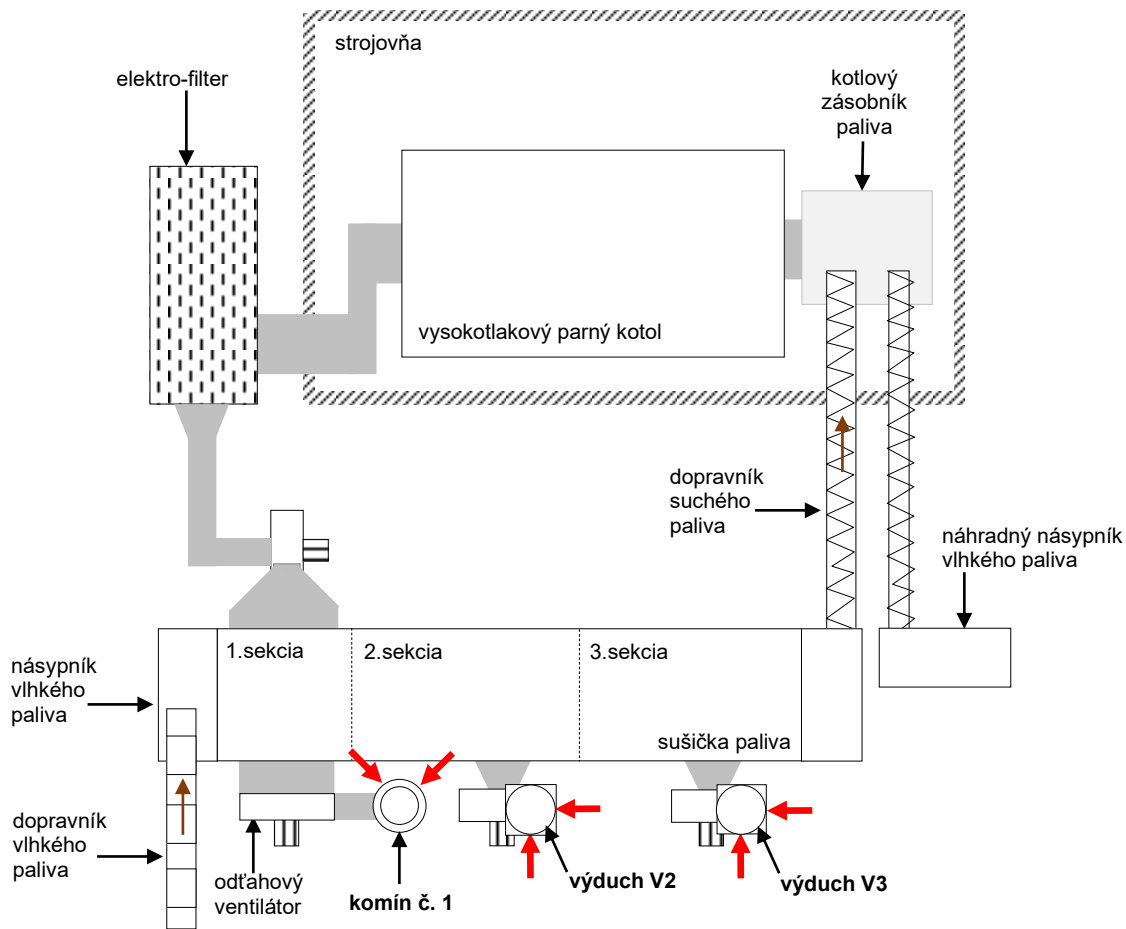 strojovňa
elektro-filter
kotlový
zásobník
paliva
vysokotlakový parný kotol
dopravník
suchého
paliva
náhradný násypník
vlhkého paliva
1.sekcia
2.sekcia
3.sekcia
násypník
vlhkého
paliva
sušička paliva
dopravník
vlhkého
paliva
odťahový
ventilátor
komín č. 1
výduch V2
výduch V3